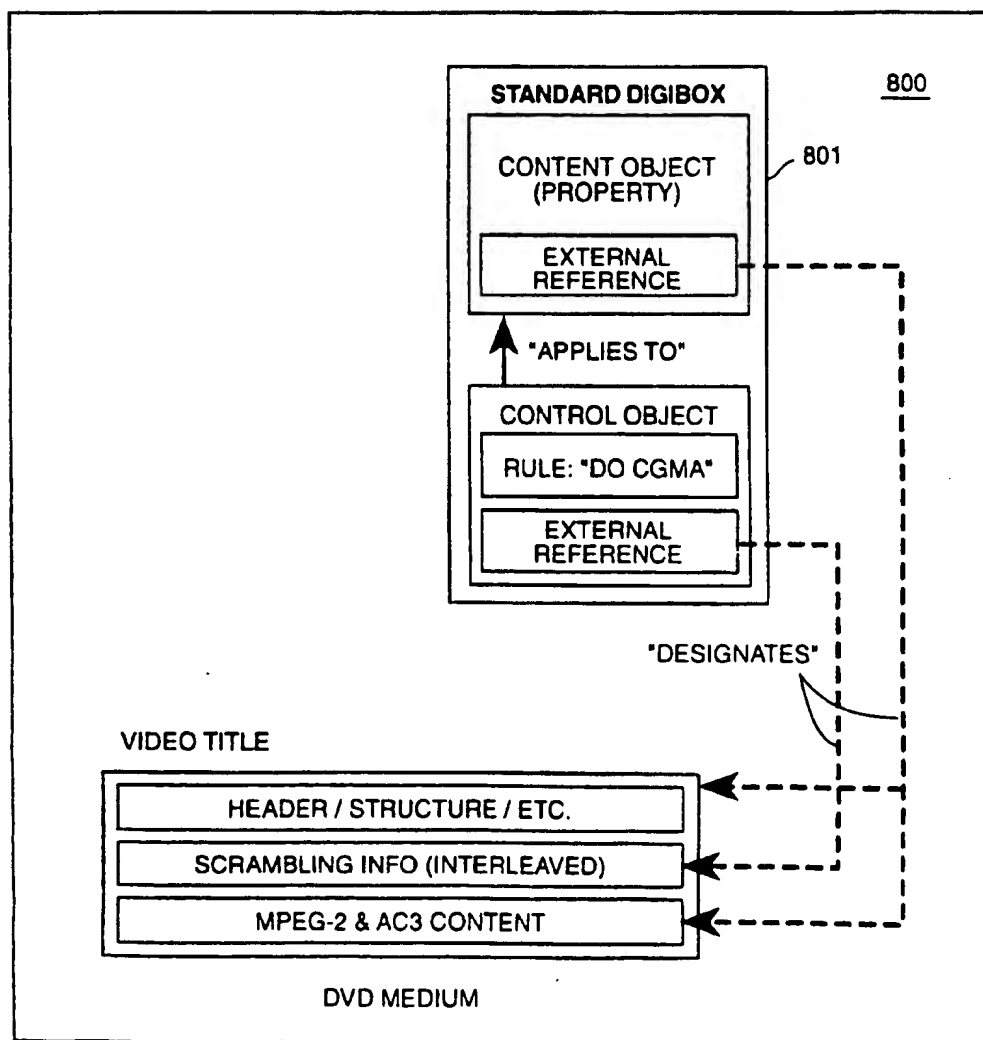 800
STANDARD DIGIBOX
801
CONTENT OBJECT
(PROPERTY)
EXTERNAL
REFERENCE
"APPLIES TO"
CONTROL OBJECT
RULE: "DO CGMA"
EXTERNAL
REFERENCE
"DESIGNATES"
VIDEO TITLE
HEADER / STRUCTURE / ETC.
SCRAMBLING INFO (INTERLEAVED)
MPEG-2 & AC3 CONTENT
DVD MEDIUM